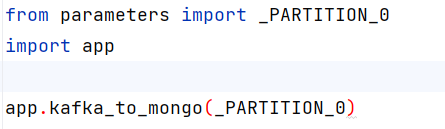 from parameters import _PARTITION_0
import app
app.kafka_to_mongo(_PARTITION_0)